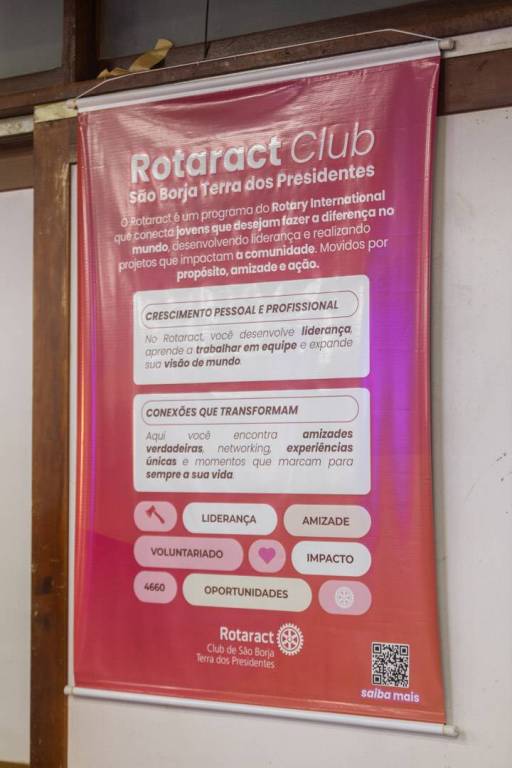 Rotaract Club
São Borja Terra dos Presidentes
O Rotaract é um programa do Rotary International
que conecta jovens que desejam fazer a diferença no
mundo, desenvolvendo liderança e realizando
projetos que impactam a comunidade. Movidos por
propósito, amizade e ação.
CRESCIMENTO PESSOAL E PROFISSIONAL
No Rotaract, você desenvolve liderança,
aprende a trabalhar em equipe e expande
sua visão de mundo.
CONEXÕES QUE TRANSFORMAM
Aqui você encontra amizades
verdadeiras, networking, experiências
únicas e momentos que marcam para
sempre a sua vida.
LIDERANÇA
AMIZADE
VOLUNTARIADO
IMPACTO
4660
OPORTUNIDADES
Rotaract
Club de São Borja
Terra dos Presidentes
saiba mais